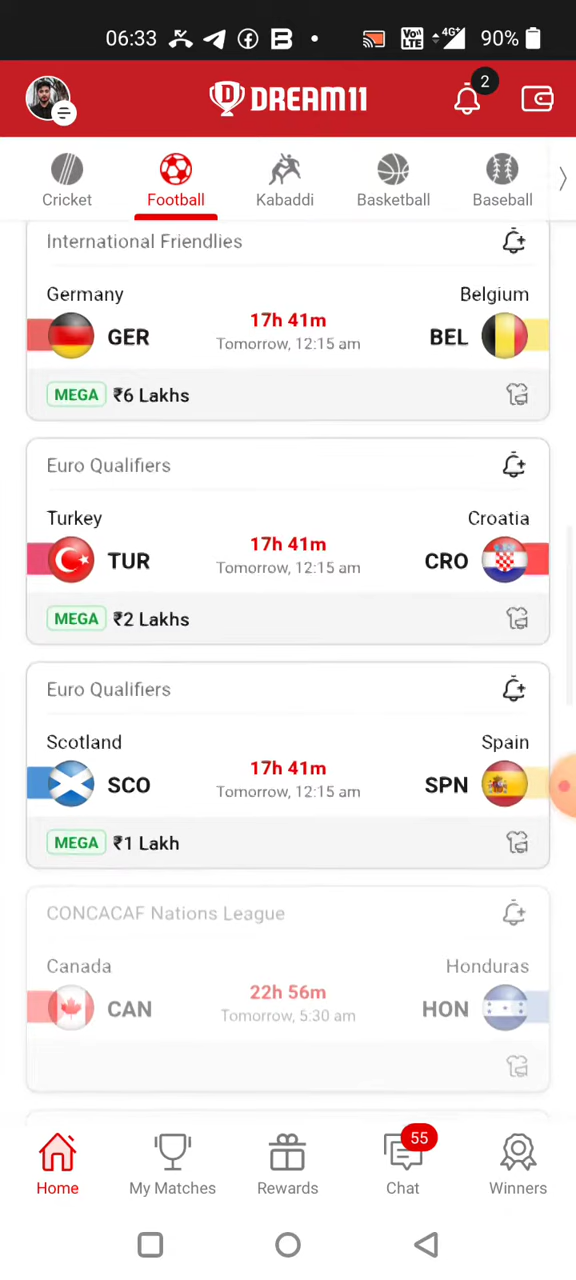 06:33 Vo) LTE 4G+ 90%
DREAM11 2
Cricket Football Kabaddi Basketball Baseball
International Friendlies
Germany Belgium
17h 41m
GER BEL
Tomorrow, 12:15 am
MEGA ₹6 Lakhs
Euro Qualifiers
Turkey Croatia
17h 41m
TUR CRO
Tomorrow, 12:15 am
MEGA ₹2 Lakhs
Euro Qualifiers
Scotland Spain
17h 41m
SCO SPN
Tomorrow, 12:15 am
MEGA ₹1 Lakh
CONCACAF Nations League
Canada Honduras
22h 56m
CAN HON
Tomorrow, 5:30 am
55
Home My Matches Rewards Chat Winners